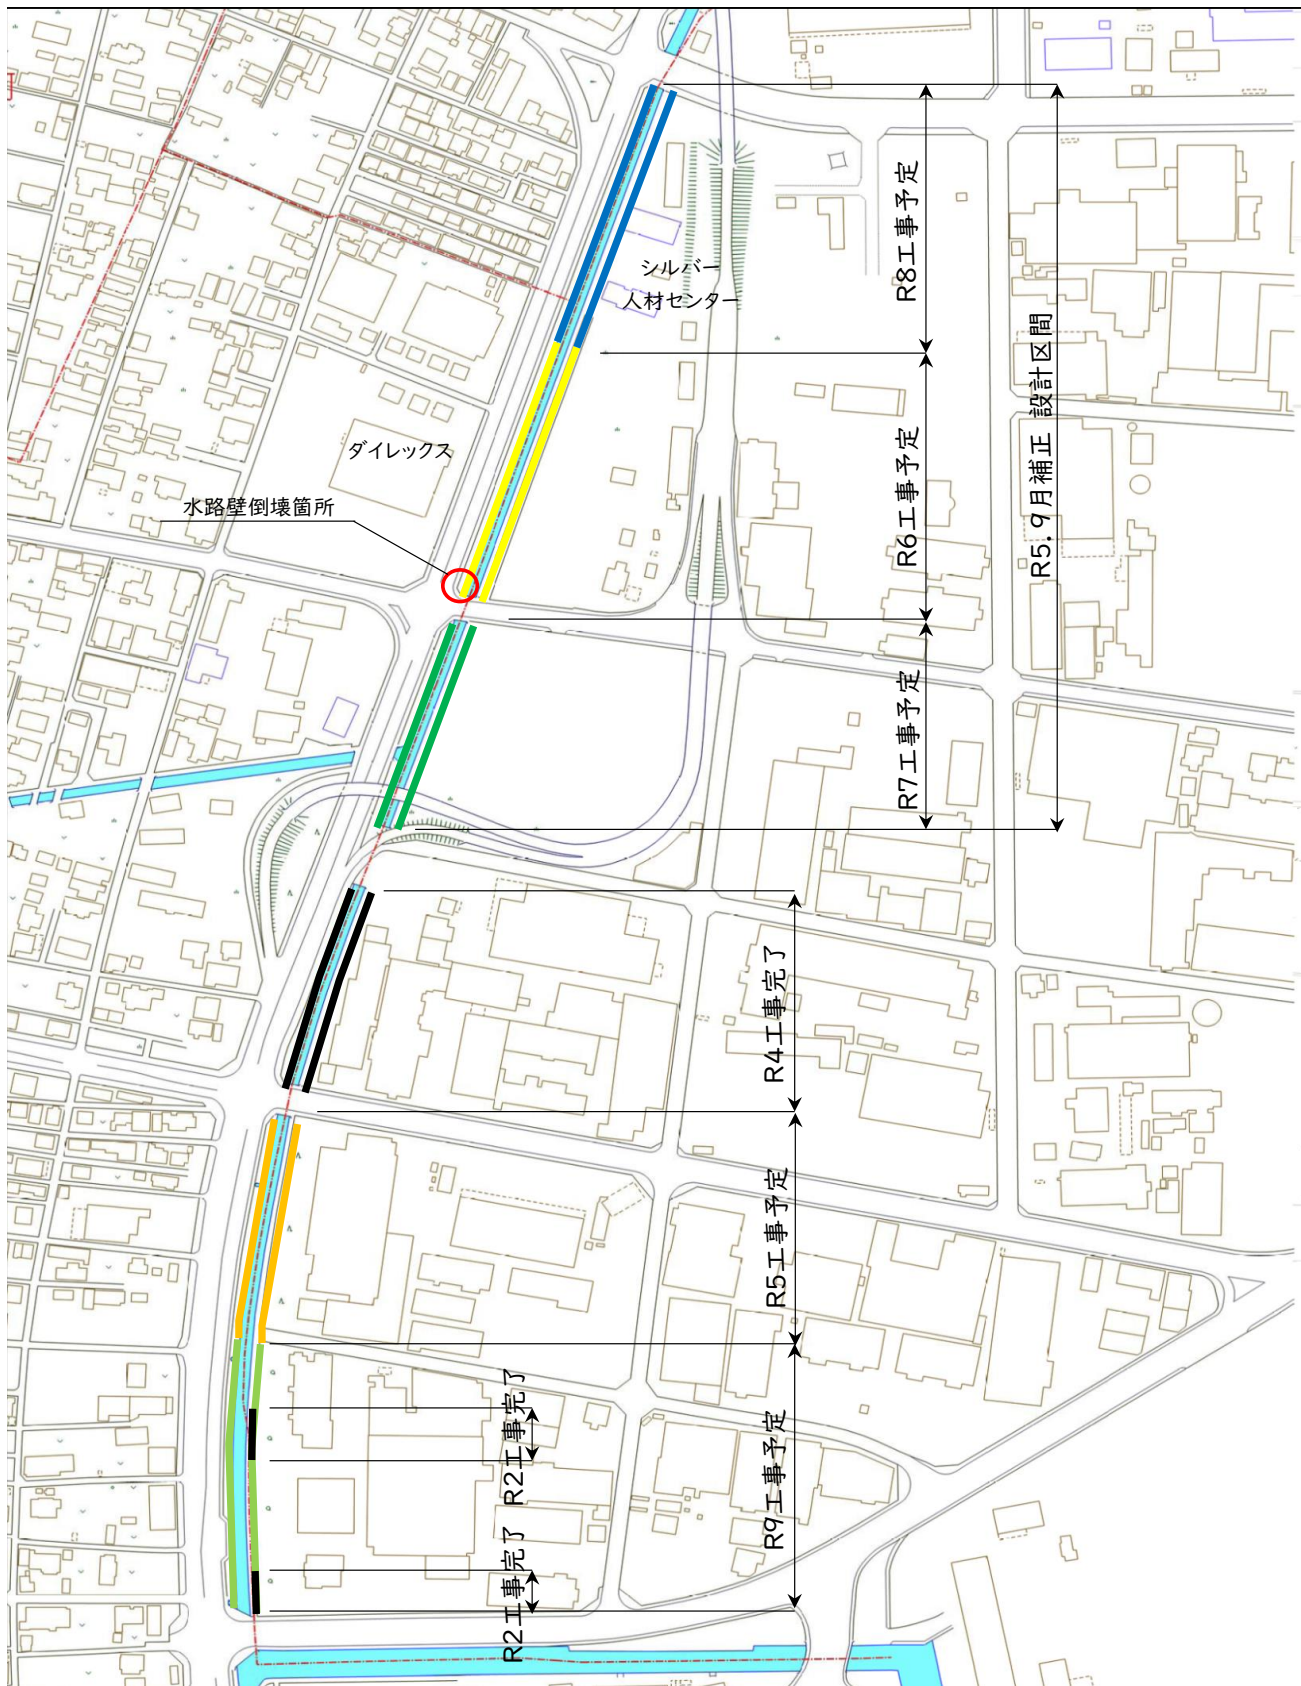 R8工事予定
シルバー
人材センター
R5.9月補正 設計区間
ダイレックス
R6工事予定
水路壁倒壊箇所
R7工事予定
R4工事完了
R5工事予定
R2工事完了
R9工事予定
R2工事完了